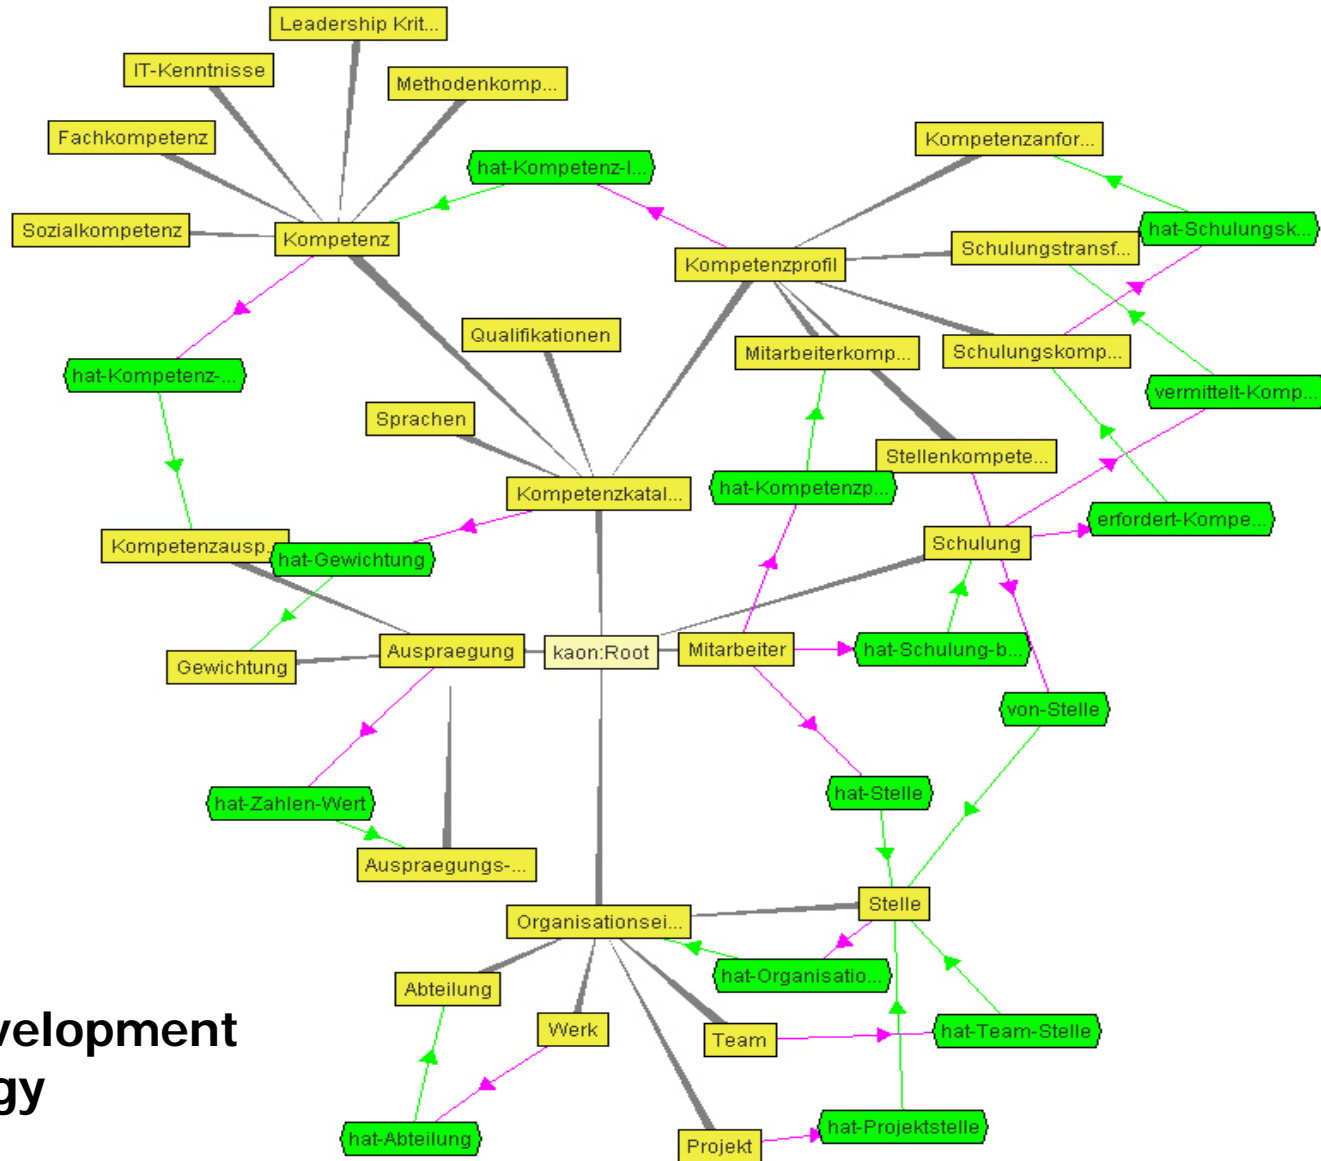 Leadership Krit...
IT-Kenntnisse
Methodenkomp...
Fachkompetenz
Kompetenzanfor...
hat-Kompetenz-I...
Sozialkompetenz
Kompetenz
hat-Schulungsk...
Schulungstransf...
Kompetenzprofil
Qualifikationen
Mitarbeiterkomp...
Schulungskomp...
hat-Kompetenz-...
vermittelt-Komp...
Sprachen
Stellenkompete...
hat-Kompetenzp...
Kompetenzkatal...
erfordert-Kompe...
Kompetenzausp...
hat-Gewichtung
Schulung
Gewichtung
Auspraegung
kaon:Root
Mitarbeiter
hat-Schulung-b...
von-Stelle
hat-Stelle
hat-Zahlen-Wert
Auspraegungs-...
Stelle
Organisationsei...
hat-Organisatio...
Abteilung
Werk
Team
hat-Team-Stelle
velopment
gy
hat-Abteilung
Projekt
hat-Projektstelle